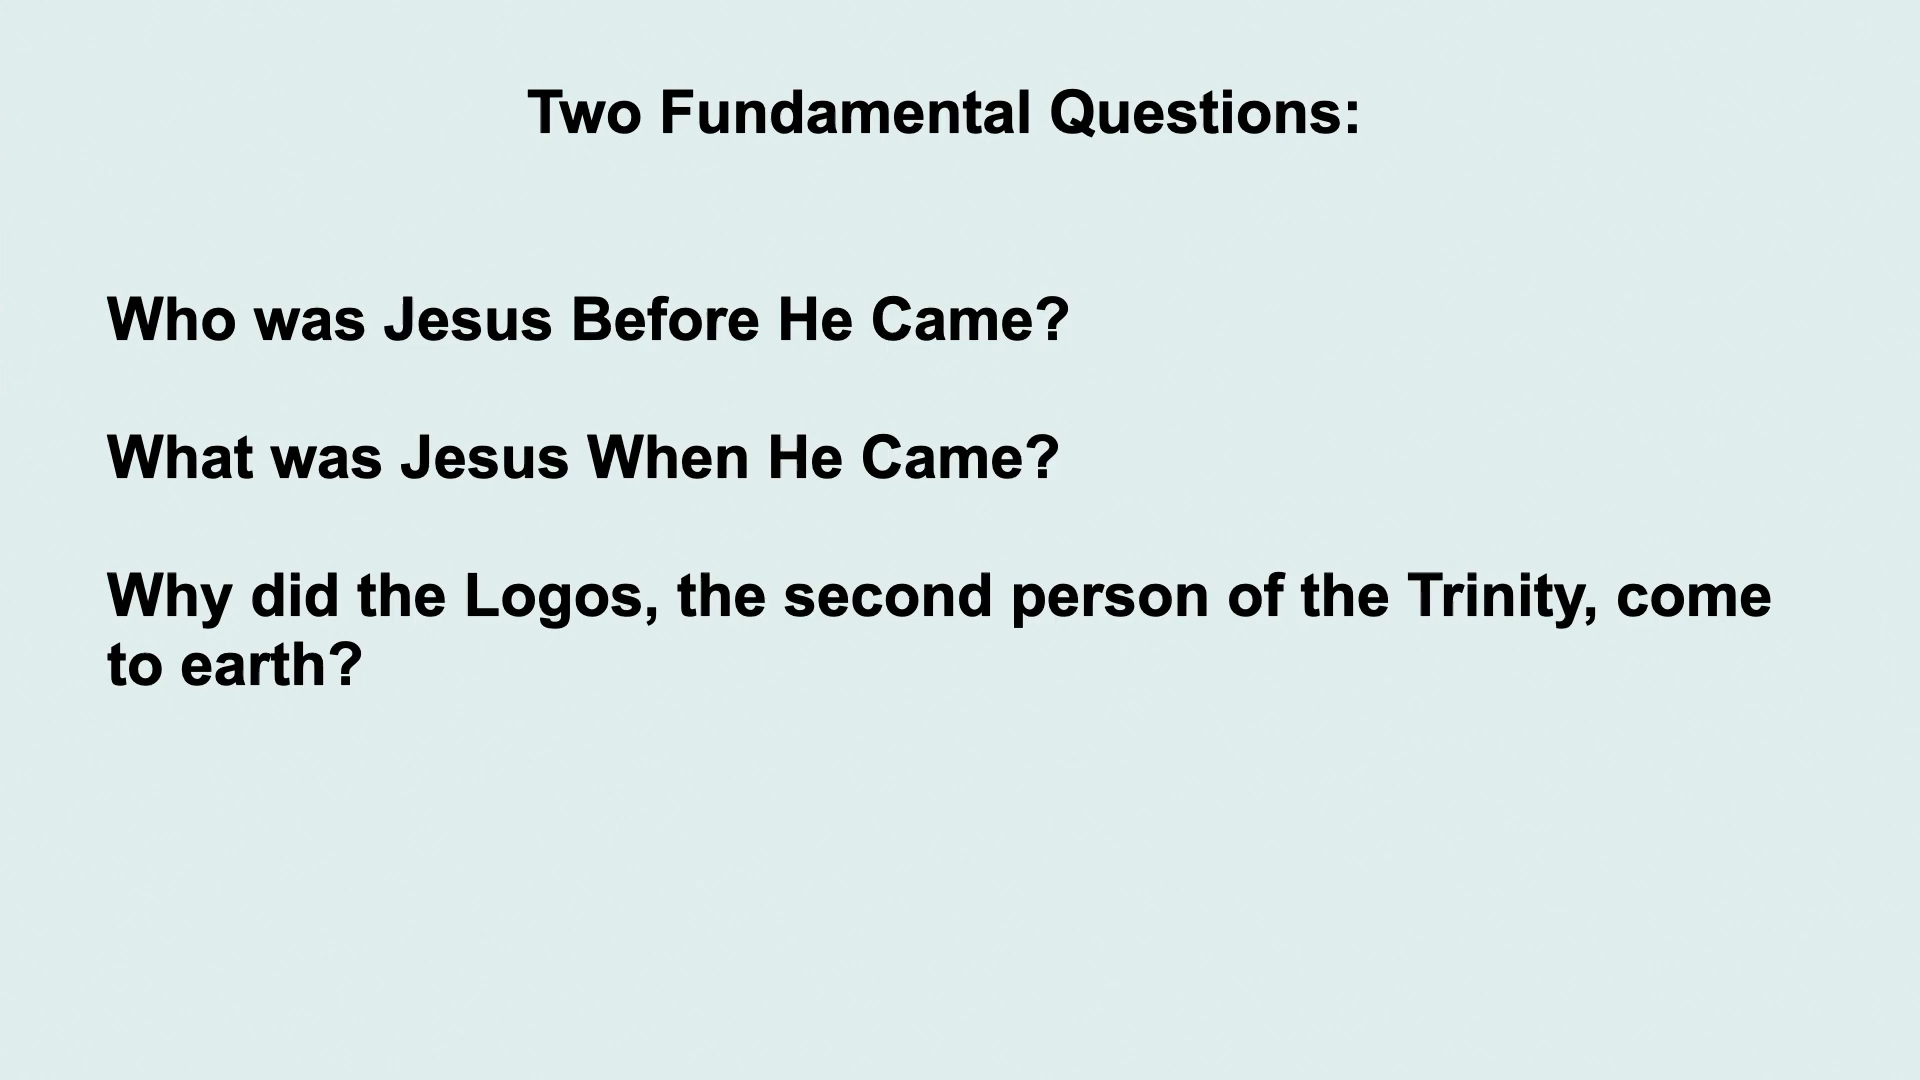 Two Fundamental Questions:
Who was Jesus Before He Came?
What was Jesus When He Came?
Why did the Logos, the second person of the Trinity, come
to earth?